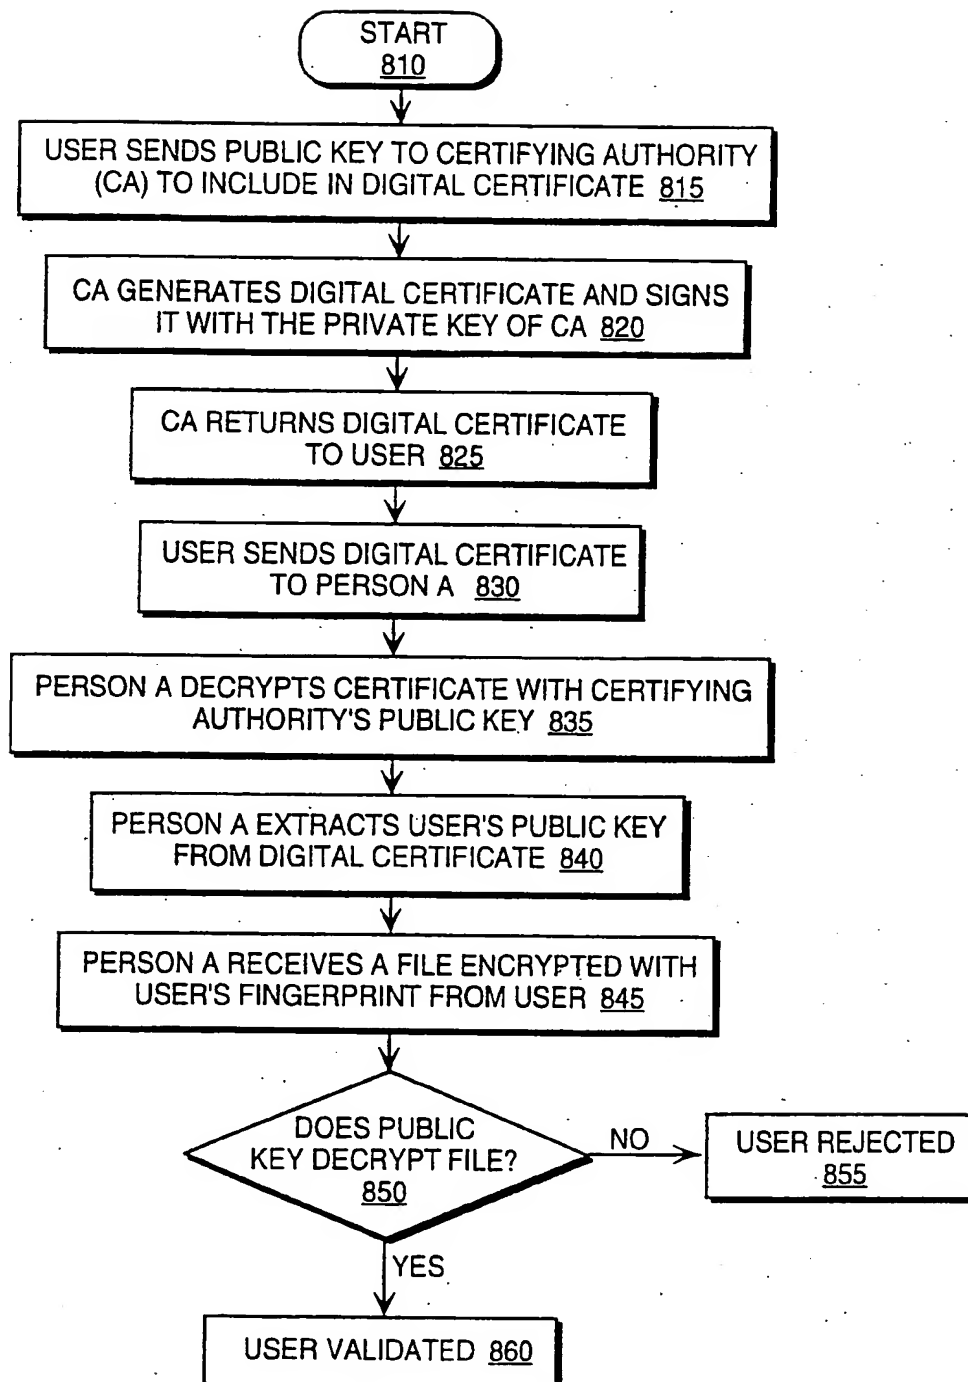 START
810
USER SENDS PUBLIC KEY TO CERTIFYING AUTHORITY
(CA) TO INCLUDE IN DIGITAL CERTIFICATE 815
CA GENERATES DIGITAL CERTIFICATE AND SIGNS
IT WITH THE PRIVATE KEY OF CA 820
CA RETURNS DIGITAL CERTIFICATE
TO USER 825
USER SENDS DIGITAL CERTIFICATE
TO PERSON A 830
PERSON A DECRYPTS CERTIFICATE WITH CERTIFYING
AUTHORITY'S PUBLIC KEY 835
PERSON A EXTRACTS USER'S PUBLIC KEY
FROM DIGITAL CERTIFICATE 840
PERSON A RECEIVES A FILE ENCRYPTED WITH
USER'S FINGERPRINT FROM USER 845
DOES PUBLIC
KEY DECRYPT FILE?
850
NO
USER REJECTED
855
YES
USER VALIDATED 860